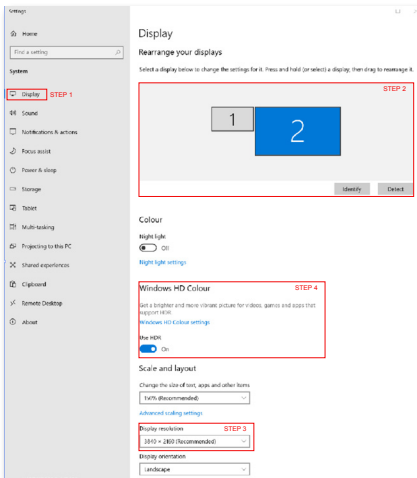 Settings
Home
Find a setting
System
Display STEP 1
Sound
Notifications & actions
Focus assist
Power & sleep
Storage
Tablet
Multi-tasking
Projecting to this PC
Shared experiences
Clipboard
Remote Desktop
About
Display
Rearrange your displays
Select a display below to change the settings for it. Press and hold (or select) a display, then drag to rearrange it.
STEP 2
1
2
Identify Detect
Colour
Night light
Off
Night light settings
Windows HD Colour STEP 4
Get a brighter and more vibrant picture for videos, games and apps that
support HDR.
Windows HD Colour settings
Use HDR
On
Scale and layout
Change the size of text, apps and other items
(Recommended)
Advanced scaling settings
Display resolution STEP 3
3840 × 2160 (Recommended)
Display orientation
Landscape